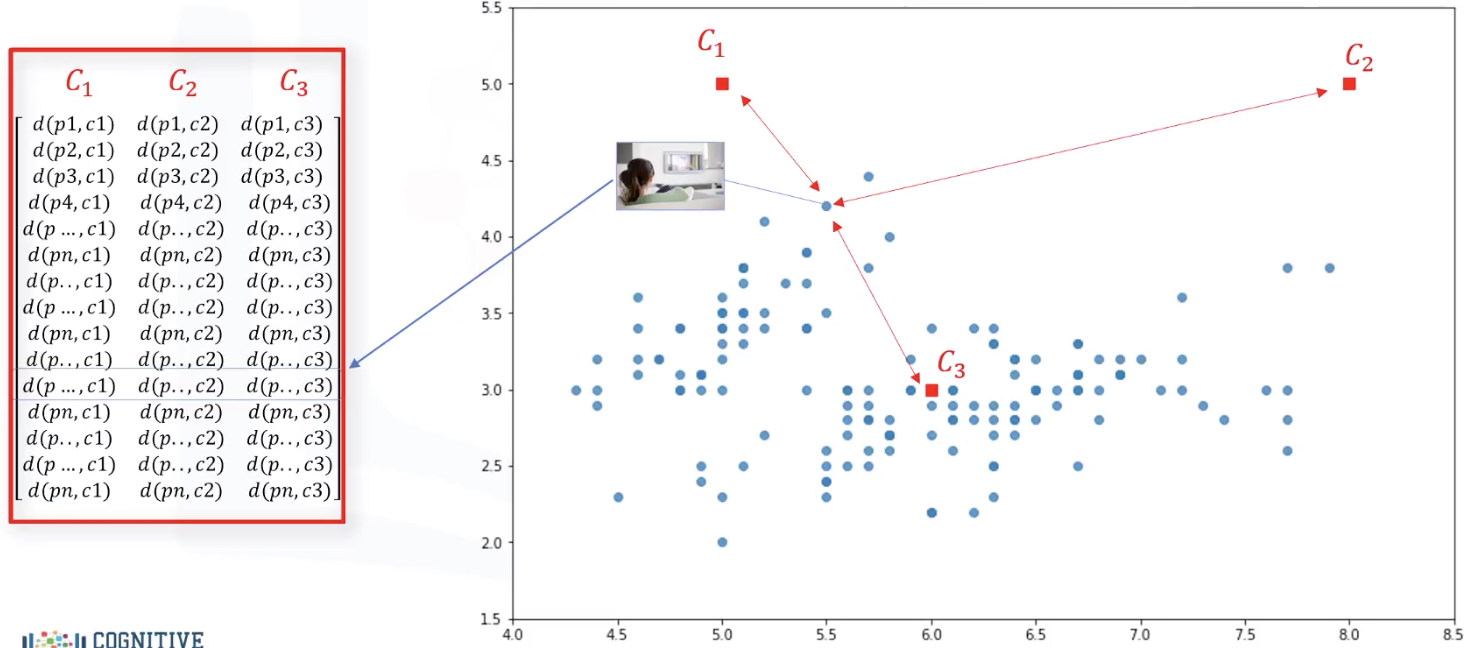 C₁ C₂ C₃
d(p1,c1) d(p1,c2) d(p1,c3)
d(p2,c1) d(p2,c2) d(p2,c3)
d(p3,c1) d(p3,c2) d(p3,c3)
d(p4,c1) d(p4,c2) d(p4,c3)
d(p ...,c1) d(p..,c2) d(p..,c3)
d(pn,c1) d(pn,c2) d(pn,c3)
d(p..,c1) d(p..,c2) d(p..,c3)
d(p ...,c1) d(p..,c2) d(p..,c3)
d(pn,c1) d(pn,c2) d(pn,c3)
d(p..,c1) d(p..,c2) d(p..,c3)
d(p ...,c1) d(p..,c2) d(p..,c3)
d(pn,c1) d(pn,c2) d(pn,c3)
d(p..,c1) d(p..,c2) d(p..,c3)
d(p ...,c1) d(p..,c2) d(p..,c3)
d(pn,c1) d(pn,c2) d(pn,c3)
COGNITIVE
5.5
5.0
4.5
4.0
3.5
3.0
2.5
2.0
1.5
C₁
C₂
C₃
4.0 4.5 5.0 5.5 6.0 6.5 7.0 7.5 8.0 8.5